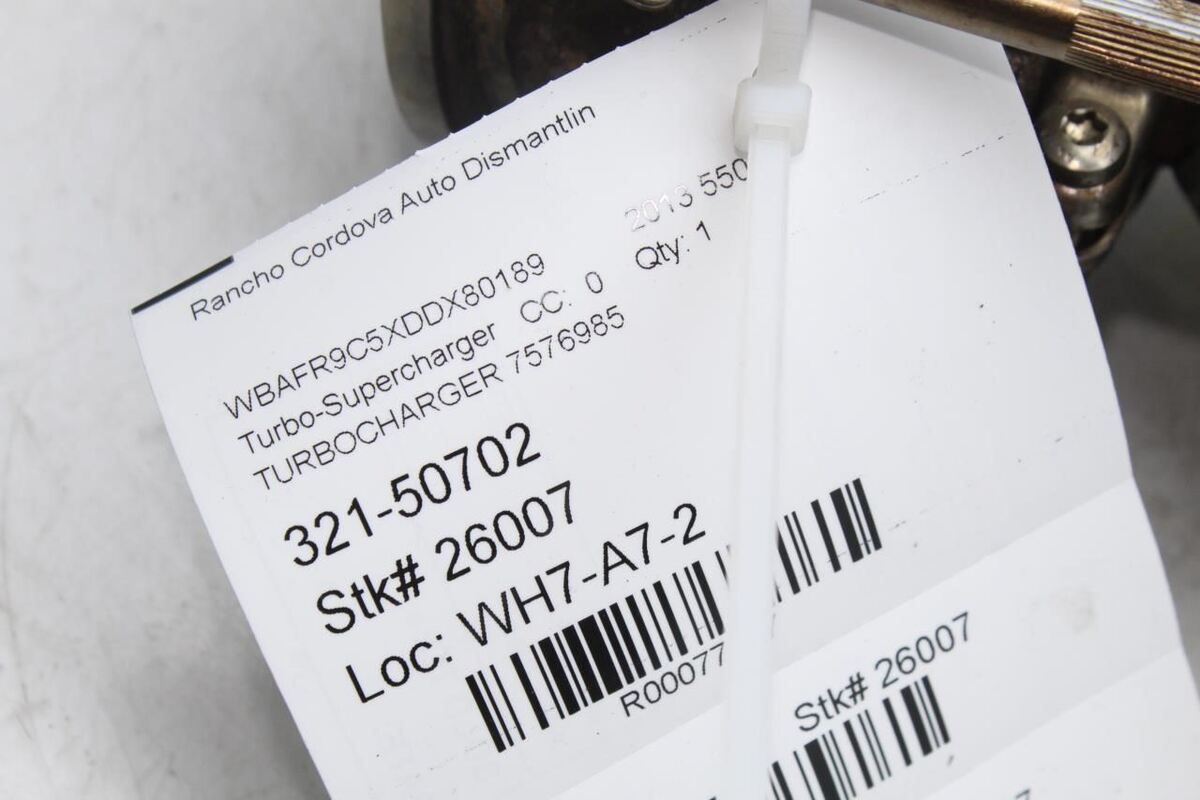 Rancho Cordova Auto Dismantlin
WBAFR9C5XDDX80189 2013 550
Turbo-Supercharger CC: 0 Qty: 1
TURBOCHARGER 7576985
321-50702
Stk# 26007
Loc: WH7-A7-2
R00077
Stk# 26007